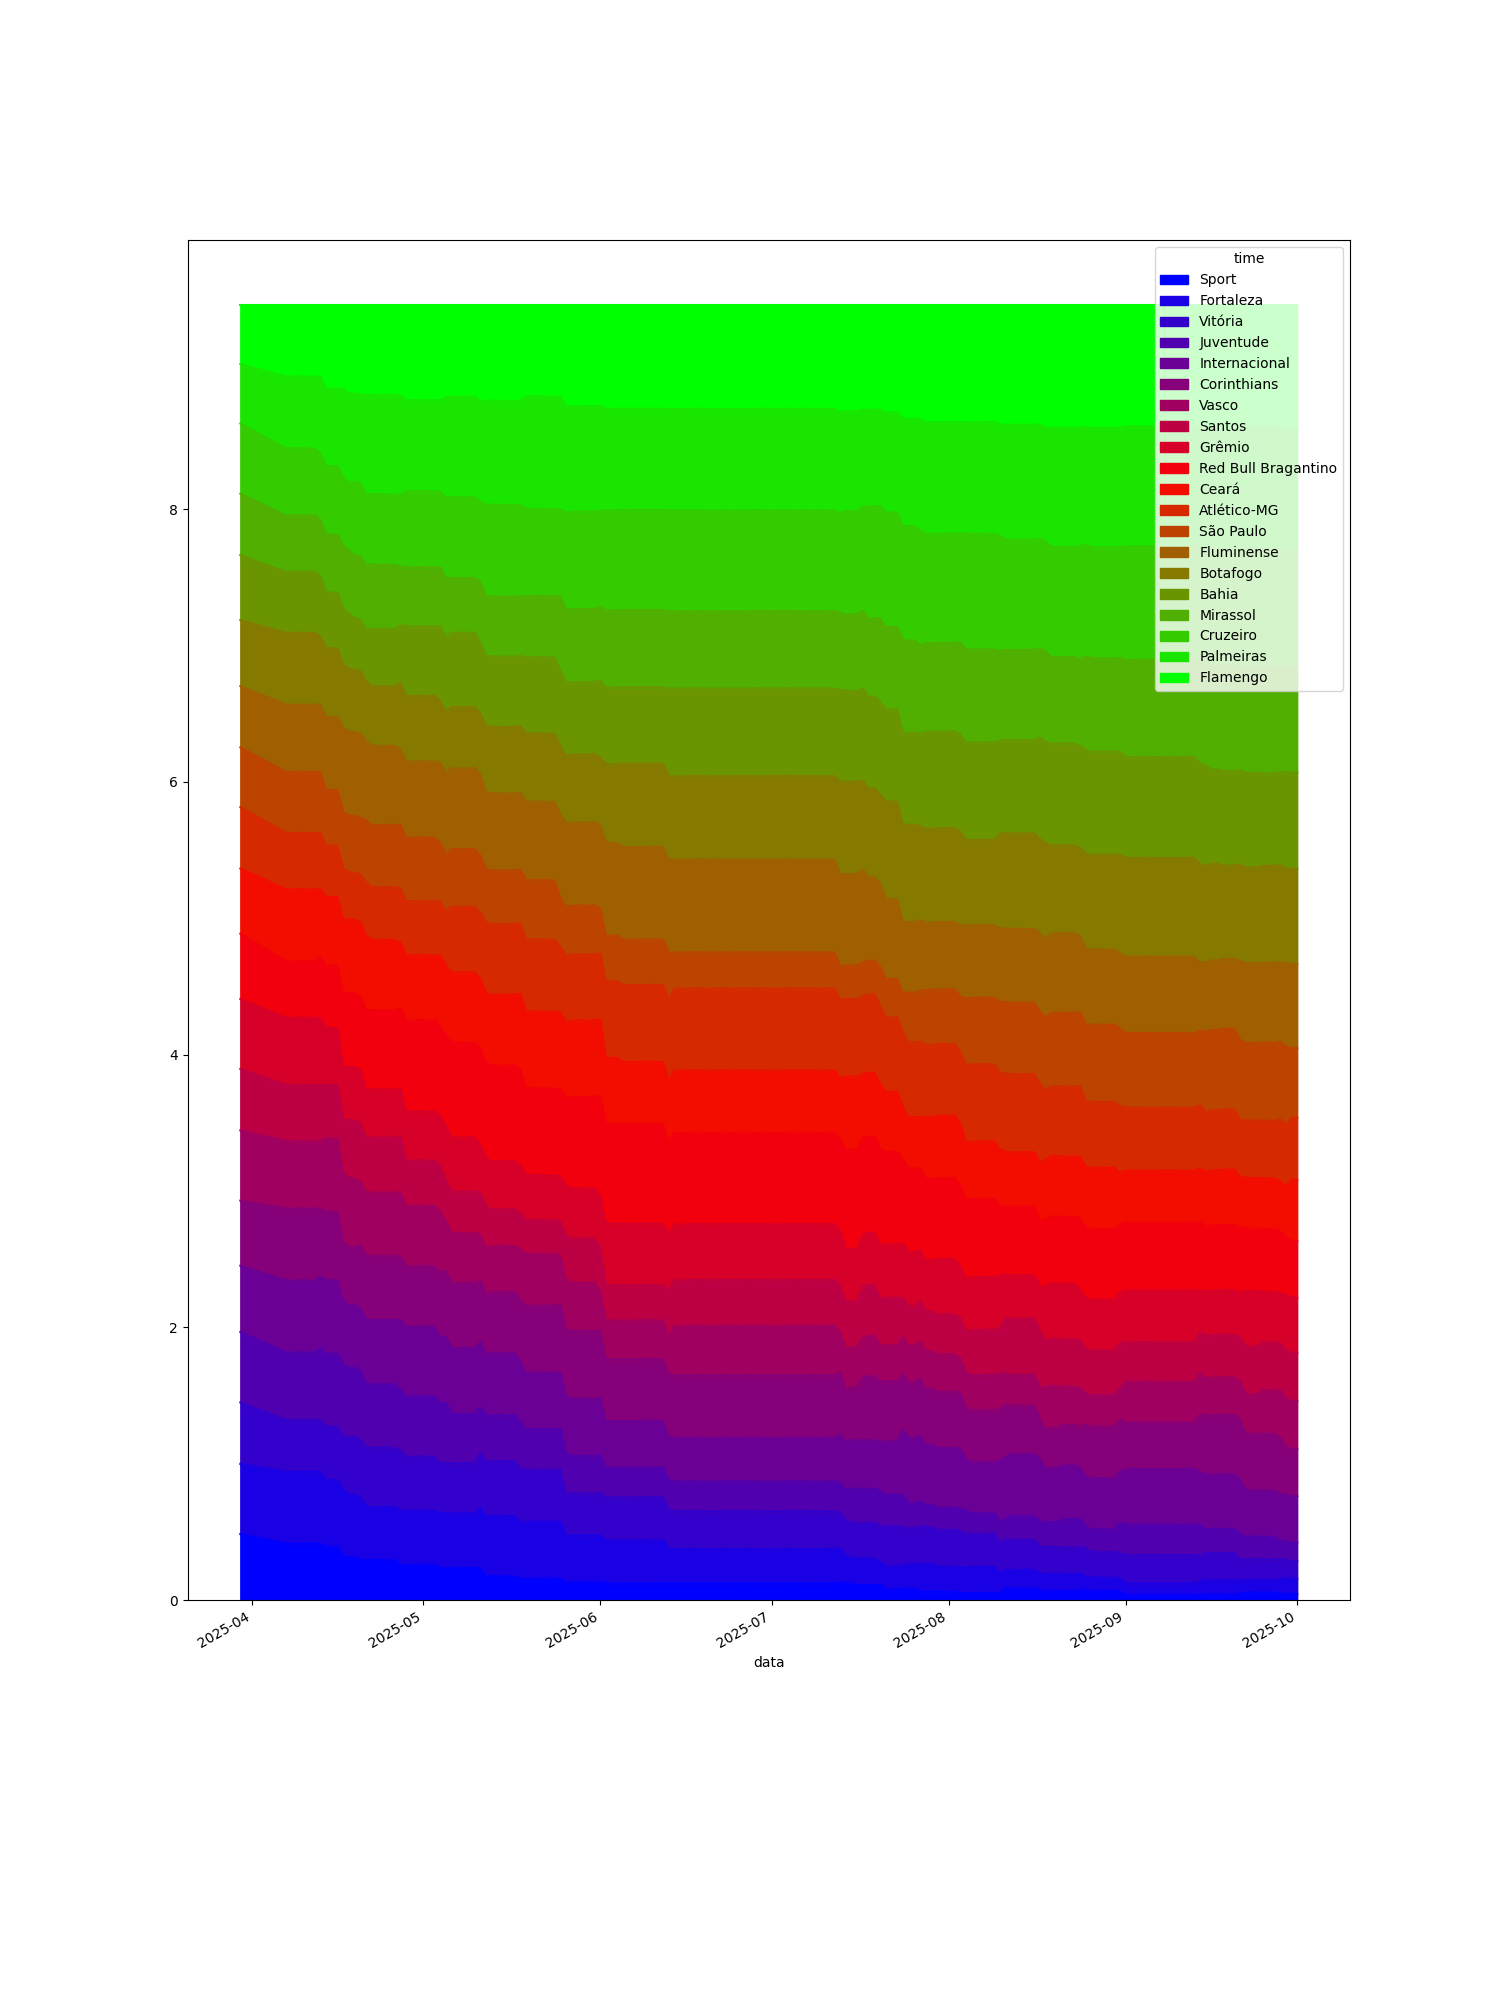 time
Sport
Fortaleza
Vitória
Juventude
Internacional
Corinthians
Vasco
Santos
Grêmio
Red Bull Bragantino
Ceará
Atlético-MG
São Paulo
Fluminense
Botafogo
Bahia
Mirassol
Cruzeiro
Palmeiras
Flamengo
8
6
4
2
0
2025-04 2025-05 2025-06 2025-07 2025-08 2025-09 2025-10
data